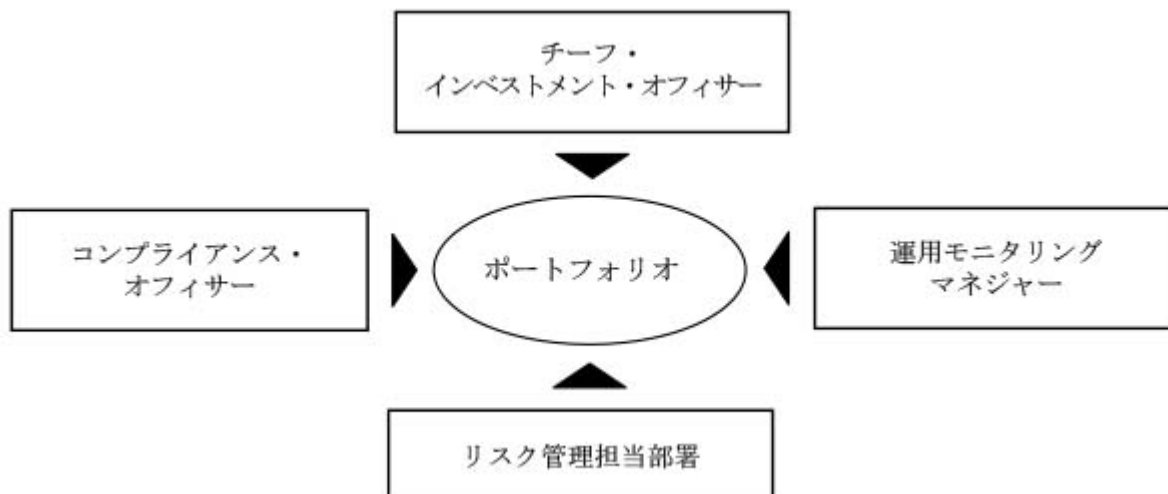 チーフ・
インベストメント・オフィサー
コンプライアンス・
オフィサー
ポートフォリオ
運用モニタリング
マネジャー
リスク管理担当部署